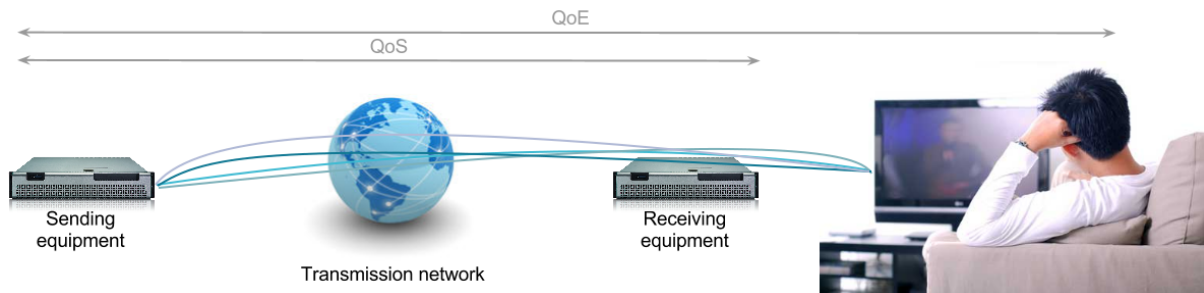 QoE
QoS
Sending
equipment
Transmission network
Receiving
equipment